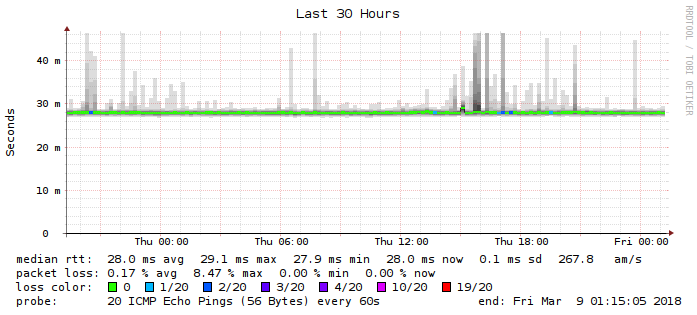 Last 30 Hours
RRDTOOL / TOBI OETIKER
Seconds
40 m
30 m
20 m
10 m
0
Thu 00:00 Thu 06:00 Thu 12:00 Thu 18:00 Fri 00:00
median rtt: 28.0 ms avg 29.1 ms max 27.9 ms min 28.0 ms now 0.1 ms sd 267.8 am/s
packet loss: 0.17 % avg 8.47 % max 0.00 % min 0.00 % now
loss color: 0 1/20 2/20 3/20 4/20 10/20 19/20
probe: 20 ICMP Echo Pings (56 Bytes) every 60s end: Fri Mar 9 01:15:05 2018